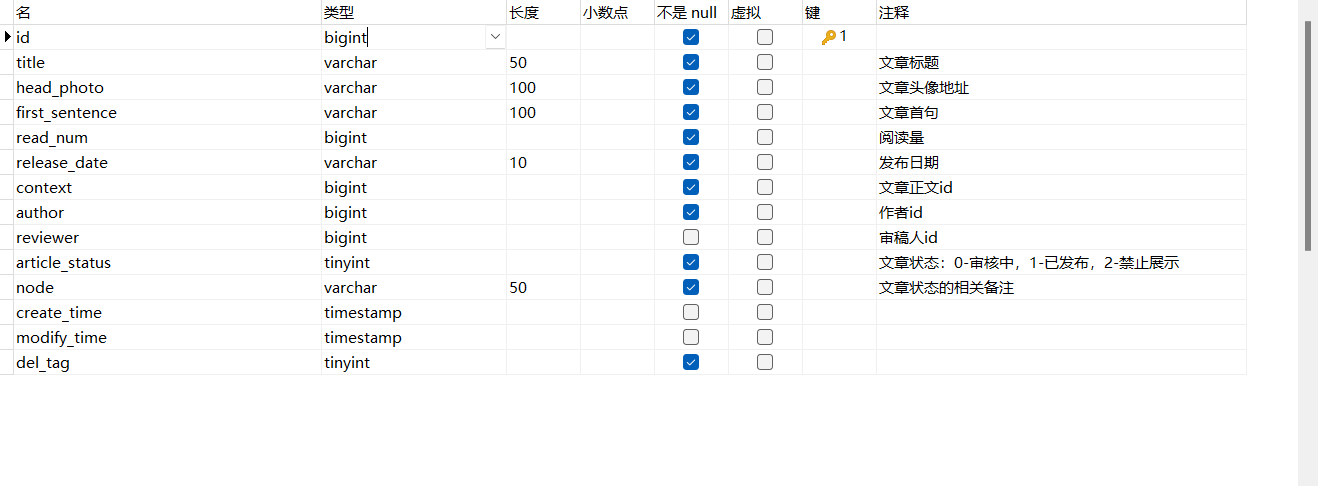 名 类型 长度 小数点 不是 null 虚拟 键 注释
id bigint 1
title varchar 50 文章标题
head_photo varchar 100 文章头像地址
first_sentence varchar 100 文章首句
read_num bigint 阅读量
release_date varchar 10 发布日期
context bigint 文章正文id
author bigint 作者id
reviewer bigint 审稿人id
article_status tinyint 文章状态：0-审核中，1-已发布，2-禁止展示
node varchar 50 文章状态的相关备注
create_time timestamp
modify_time timestamp
del_tag tinyint